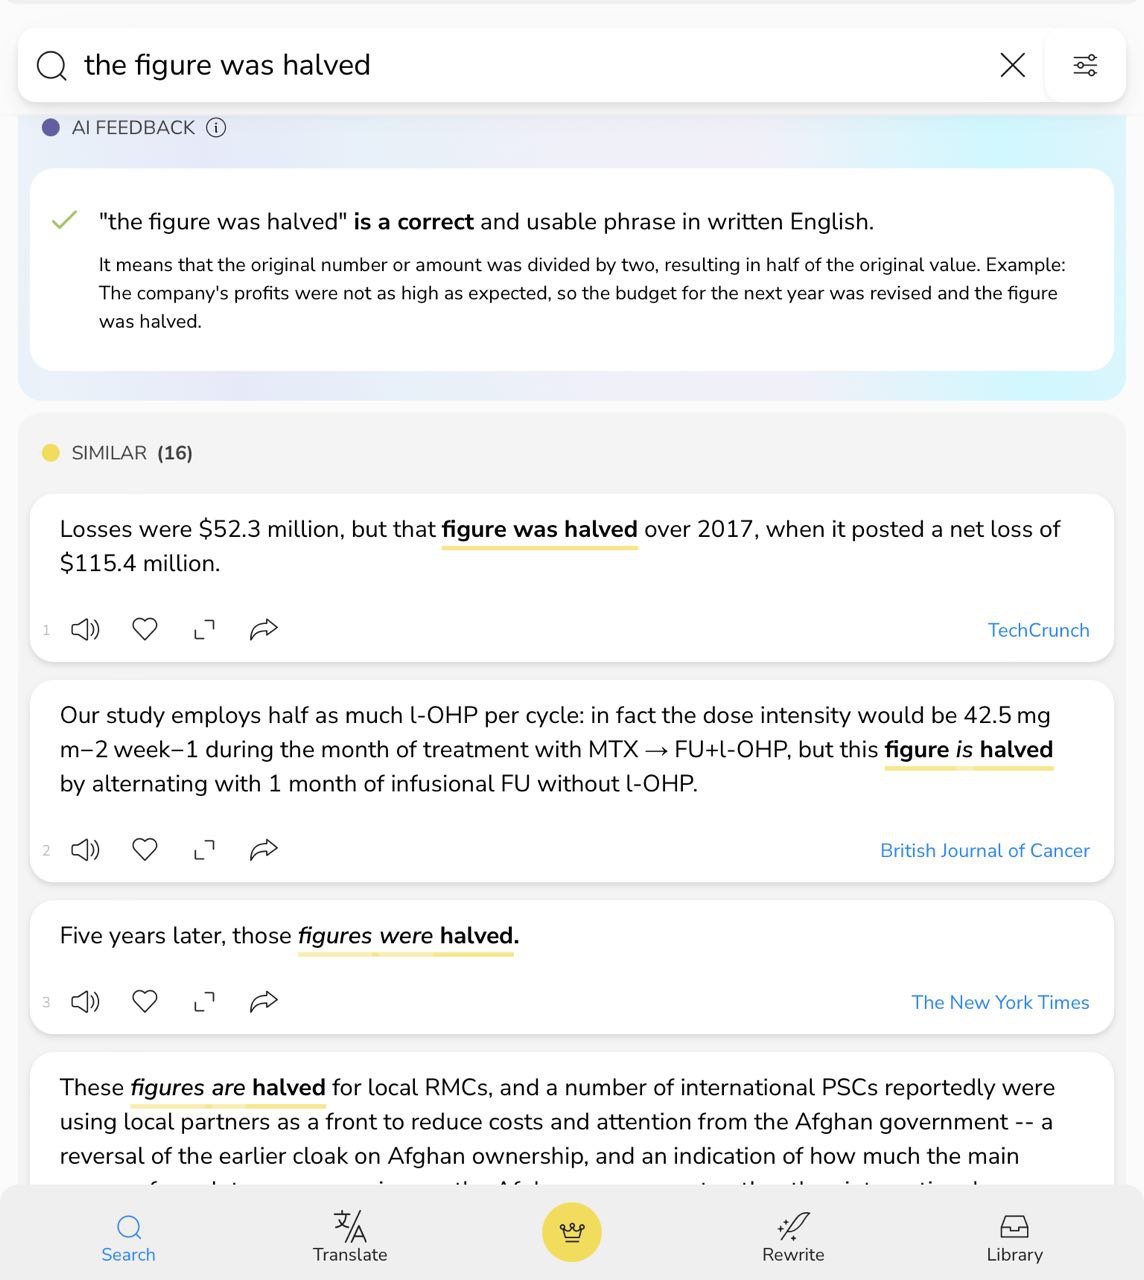 the figure was halved
AI FEEDBACK
"the figure was halved" is a correct and usable phrase in written English.
It means that the original number or amount was divided by two, resulting in half of the original value. Example:
The company's profits were not as high as expected, so the budget for the next year was revised and the figure
was halved.
SIMILAR (16)
Losses were $52.3 million, but that figure was halved over 2017, when it posted a net loss of
$115.4 million.
1
TechCrunch
Our study employs half as much l-OHP per cycle: in fact the dose intensity would be 42.5 mg
m−2 week−1 during the month of treatment with MTX → FU+l-OHP, but this figure is halved
by alternating with 1 month of infusional FU without l-OHP.
2
British Journal of Cancer
Five years later, those figures were halved.
3
The New York Times
These figures are halved for local RMCs, and a number of international PSCs reportedly were
using local partners as a front to reduce costs and attention from the Afghan government -- a
reversal of the earlier cloak on Afghan ownership, and an indication of how much the main
Search
Translate
Rewrite
Library